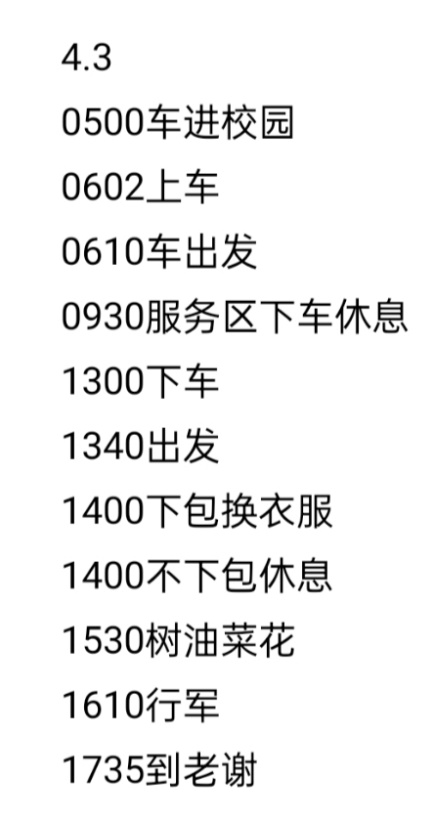 4.3
0500车进校园
0602上车
0610车出发
0930服务区下车休息
1300下车
1340出发
1400下包换衣服
1400不下包休息
1530树油菜花
1610行军
1735到老谢